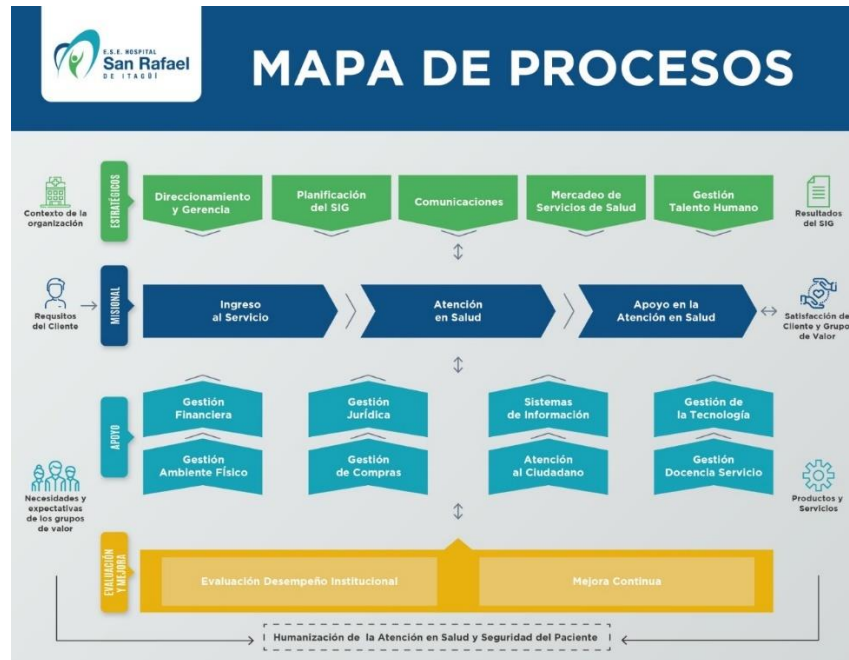 E.S.E. HOSPITAL
San Rafael
DE ITAGÜÍ
MAPA DE PROCESOS
Contexto de la
organización
ESTRATÉGICOS
Direccionamiento
y Gerencia
Planificación
del SIG
Comunicaciones
Mercadeo de
Servicios de Salud
Gestión
Talento Humano
Resultados
del SIG
Requsitos
del Cliente
MISIONAL
Ingreso
al Servicio
Atención
en Salud
Apoyo en la
Atención en Salud
Satisfacción de
Cliente y Grupo
de Valor
APOYO
Gestión
Financiera
Gestión
Jurídica
Sistemas
de Información
Gestión de
la Tecnología
Gestión
Ambiente FÍsico
Gestión
de Compras
Atención
al Ciudadano
Gestión
Docencia Servicio
Necesidades y
expectativas
de los grupos
de valor
Productos y
Servicios
EVALUACIÓN
Y MEJORA
Evaluación Desempeño Institucional
Mejora Continua
Humanización de la Atención en Salud y Seguridad del Paciente